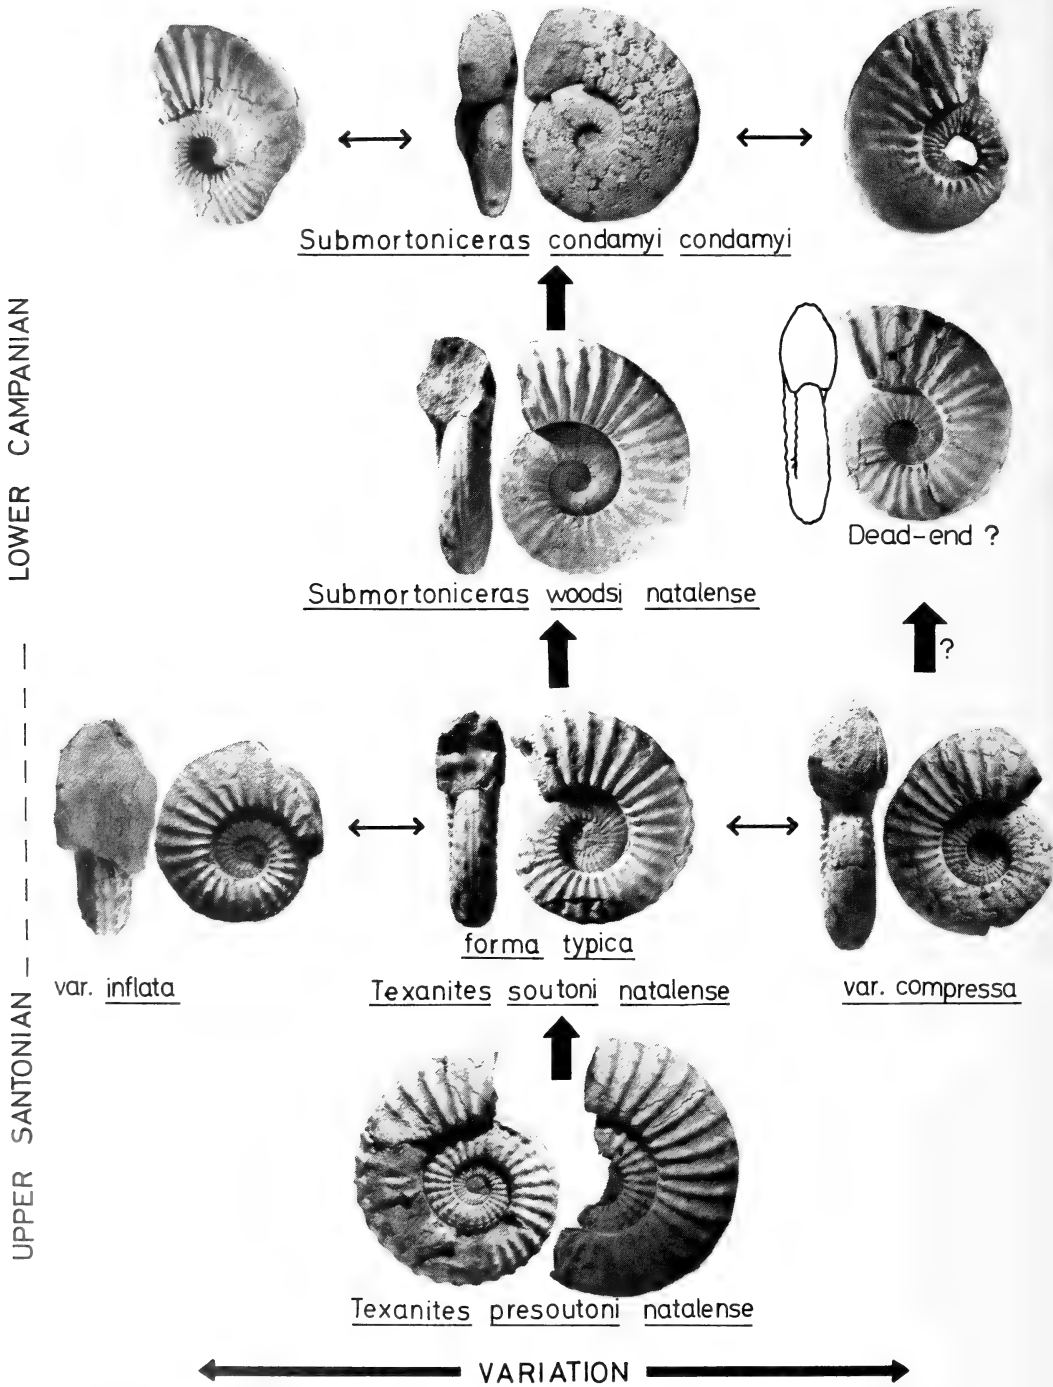 Submortoniceras condamyi condamyi
LOWER CAMPANIAN
Dead-end ?
Submortoniceras woodsi natalense
?
forma typica
var. inflata
Texanites soutoni natalense
var. compressa
UPPER SANTONIAN
Texanites presoutoni natalense
VARIATION